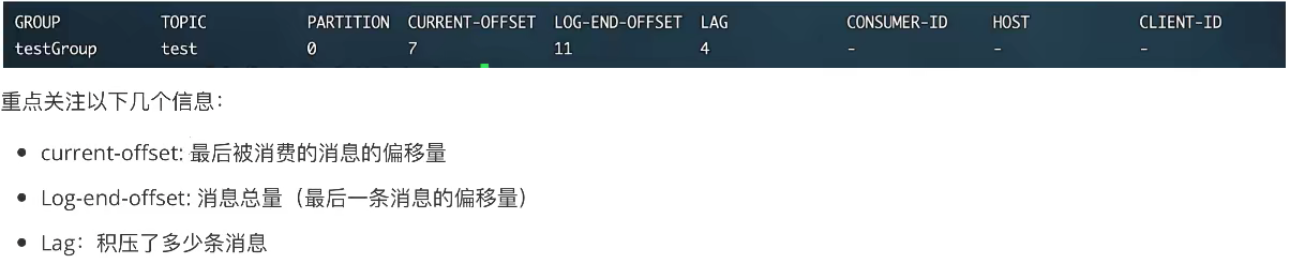 GROUP TOPIC PARTITION CURRENT-OFFSET LOG-END-OFFSET LAG CONSUMER-ID HOST CLIENT-ID
testGroup test 0 7 11 4 - - -
重点关注以下几个信息：
• current-offset: 最后被消费的消息的偏移量
• Log-end-offset: 消息总量（最后一条消息的偏移量）
• Lag：积压了多少条消息